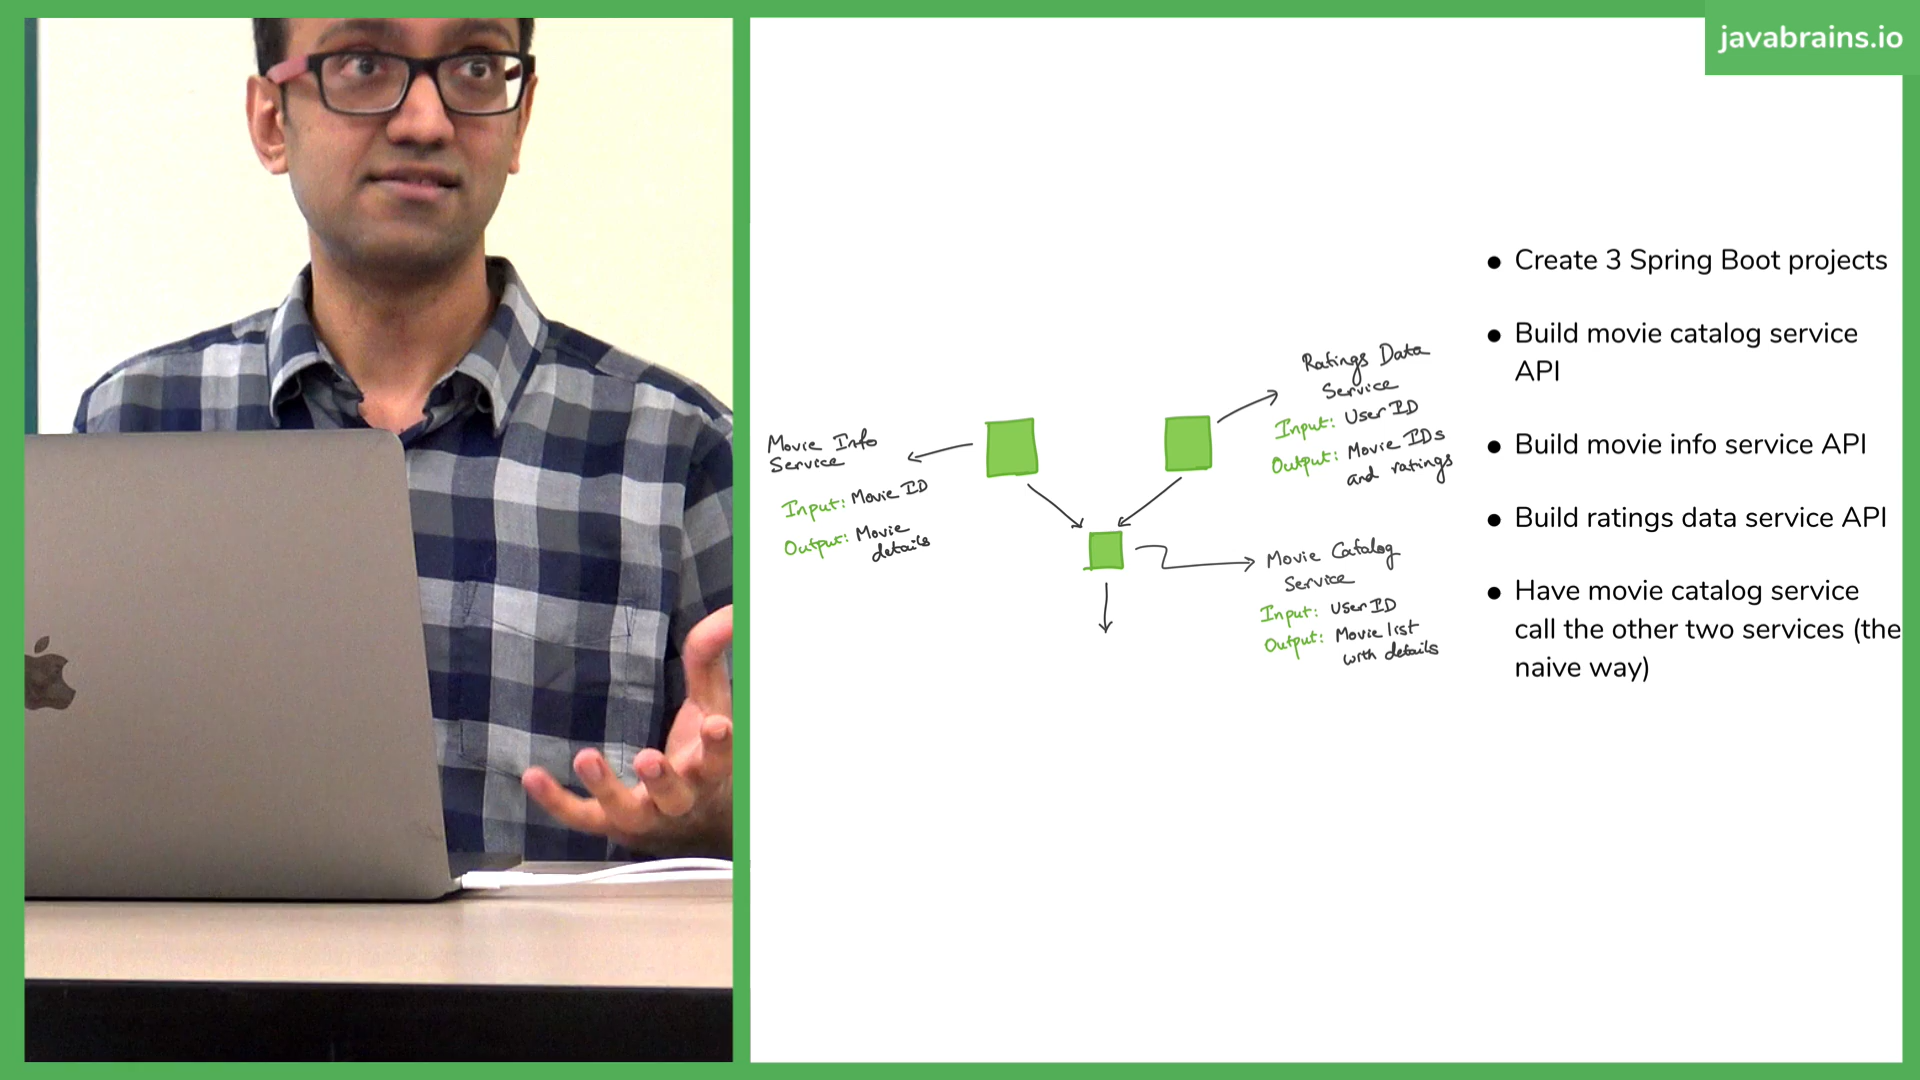 javabrains.io
Movie Info
Service
Input: Movie ID
Output: Movie
details
Ratings Data
Service
Input: User ID
Output: Movie IDs
and ratings
Movie Catalog
Service
Input: User ID
Output: Movie list
with details
• Create 3 Spring Boot projects
• Build movie catalog service
API
• Build movie info service API
• Build ratings data service API
• Have movie catalog service
call the other two services (the
naive way)